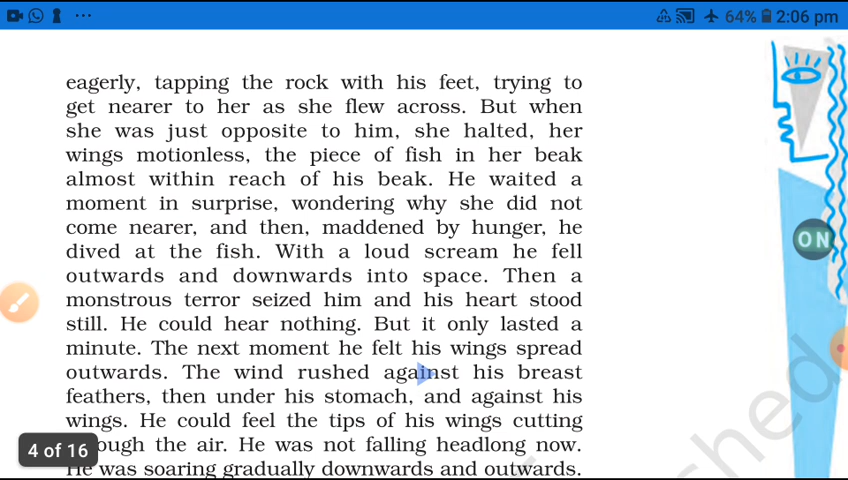 64% 2:06 pm
eagerly, tapping the rock with his feet, trying to
get nearer to her as she flew across. But when
she was just opposite to him, she halted, her
wings motionless, the piece of fish in her beak
almost within reach of his beak. He waited a
moment in surprise, wondering why she did not
come nearer, and then, maddened by hunger, he
dived at the fish. With a loud scream he fell
outwards and downwards into space. Then a
monstrous terror seized him and his heart stood
still. He could hear nothing. But it only lasted a
minute. The next moment he felt his wings spread
outwards. The wind rushed against his breast
feathers, then under his stomach, and against his
wings. He could feel the tips of his wings cutting
ough the air. He was not falling headlong now.
He was soaring gradually downwards and outwards.
4 of 16
ON
shed